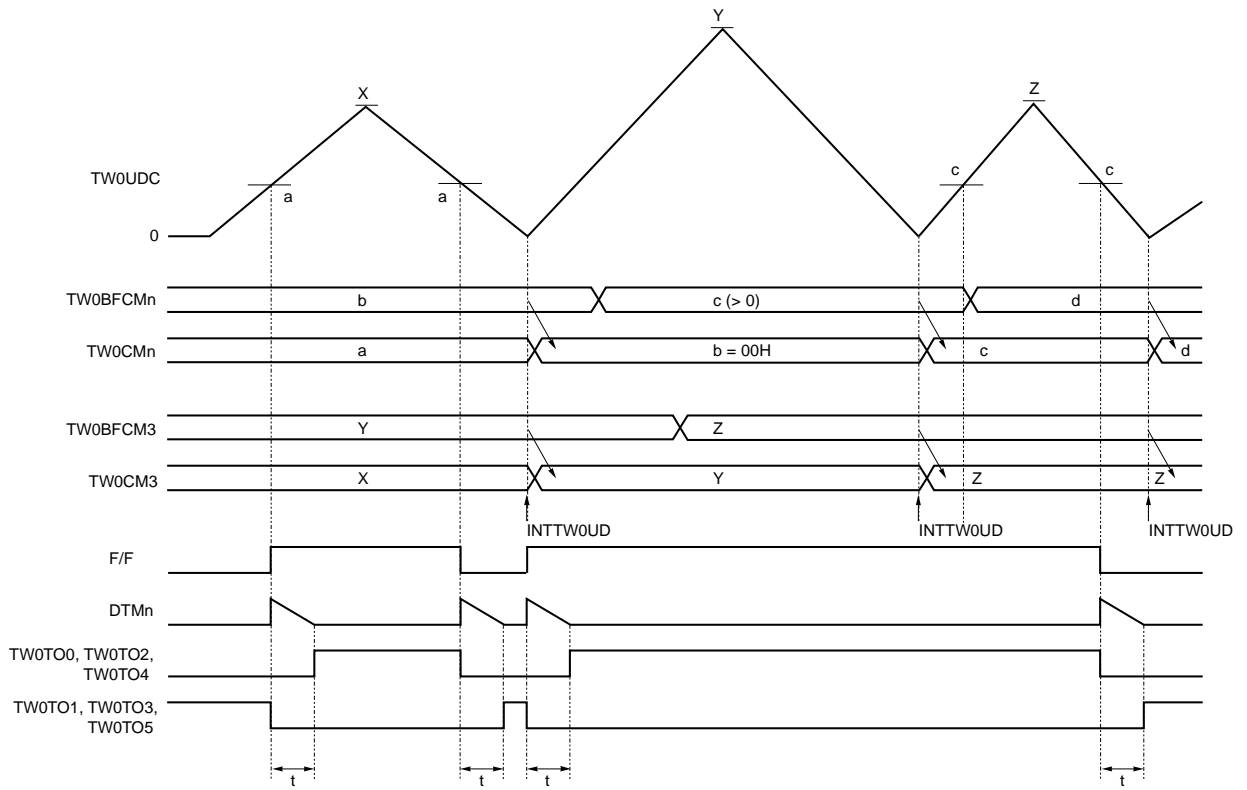 Y
X
Z
TW0UDC
a
a
c
c
0
TW0BFCMn
b
c (> 0)
d
TW0CMn
a
b = 00H
c
d
TW0BFCM3
Y
Z
TW0CM3
X
Y
Z
Z
INTTW0UD
INTTW0UD
INTTW0UD
F/F
DTMn
TW0TO0, TW0TO2,
TW0TO4
TW0TO1, TW0TO3,
TW0TO5
t
t
t
t